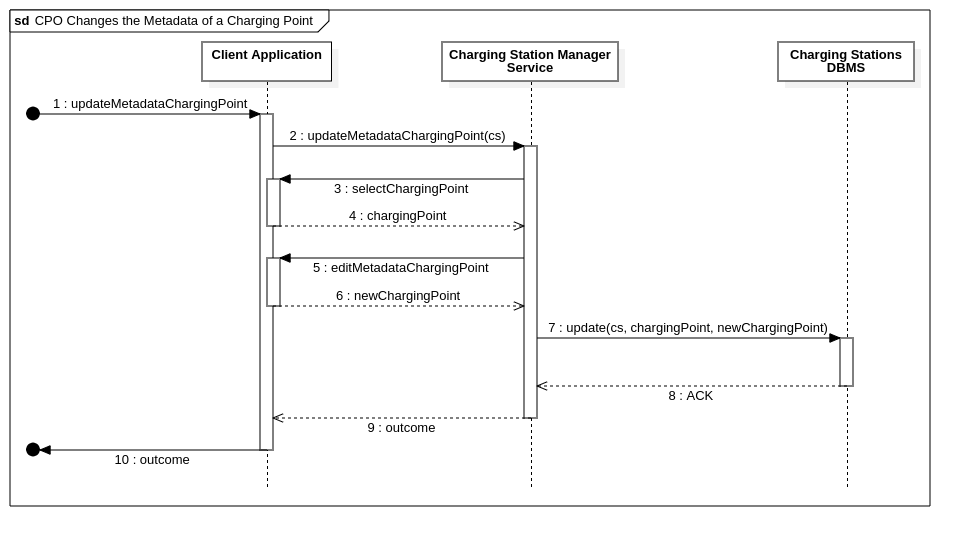 sd CPO Changes the Metadata of a Charging Point
Client Application
Charging Station Manager
Service
Charging Stations
DBMS
1 : updateMetadataChargingPoint
2 : updateMetadataChargingPoint(cs)
3 : selectChargingPoint
4 : chargingPoint
5 : editMetadataChargingPoint
6 : newChargingPoint
7 : update(cs, chargingPoint, newChargingPoint)
8 : ACK
9 : outcome
10 : outcome